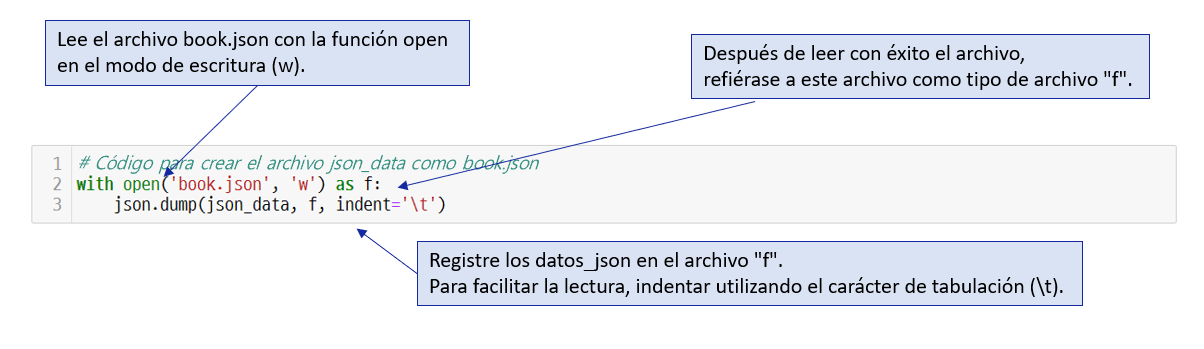 Lee el archivo book.json con la función open
en el modo de escritura (w).
Después de leer con éxito el archivo,
refiérase a este archivo como tipo de archivo "f".
1 # Código para crear el archivo json_data como book.json
2 with open('book.json', 'w') as f:
3     json.dump(json_data, f, indent='\t')
Registre los datos_json en el archivo "f".
Para facilitar la lectura, indentar utilizando el carácter de tabulación (\t).